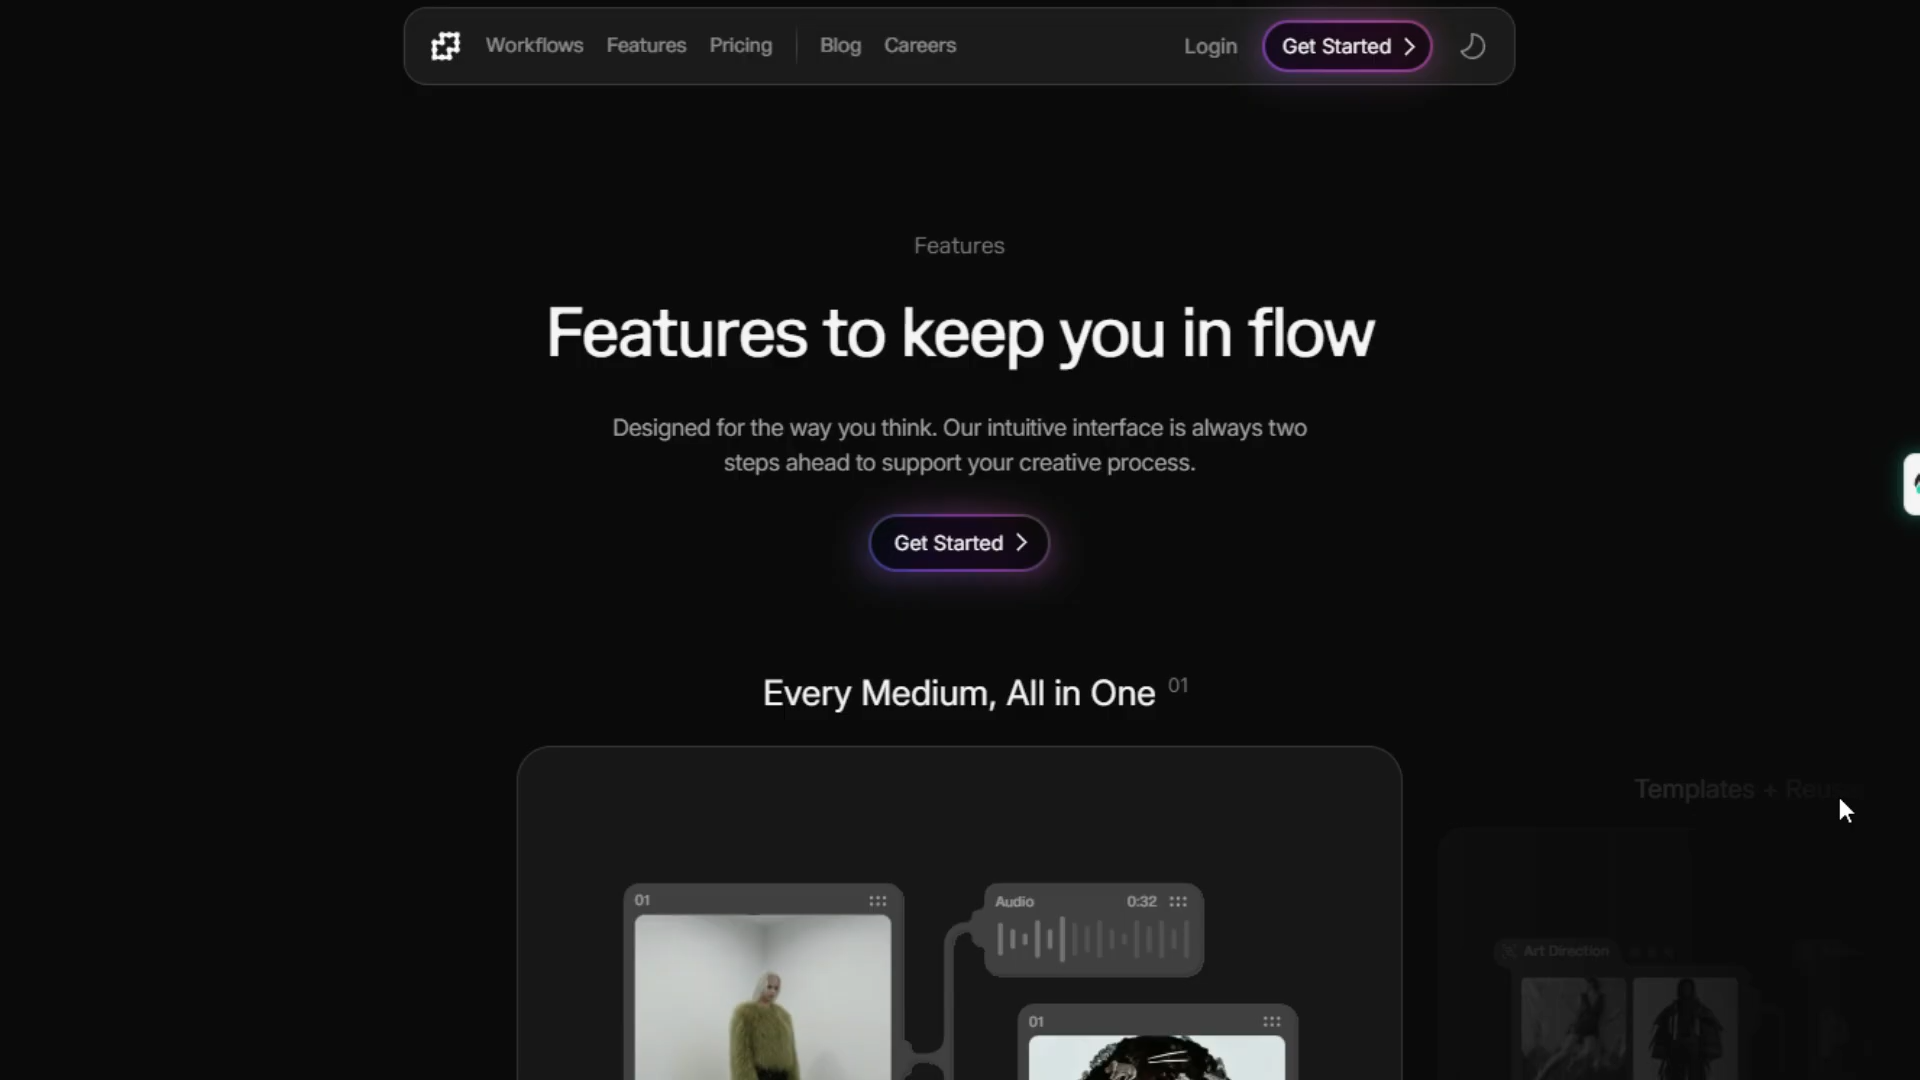 Workflows Features Pricing Blog Careers Login Get Started
Features
Features to keep you in flow
Designed for the way you think. Our intuitive interface is always two
steps ahead to support your creative process.
Get Started
Every Medium, All in One 01
Templates +
01
Audio 0:32
Art Direction
01